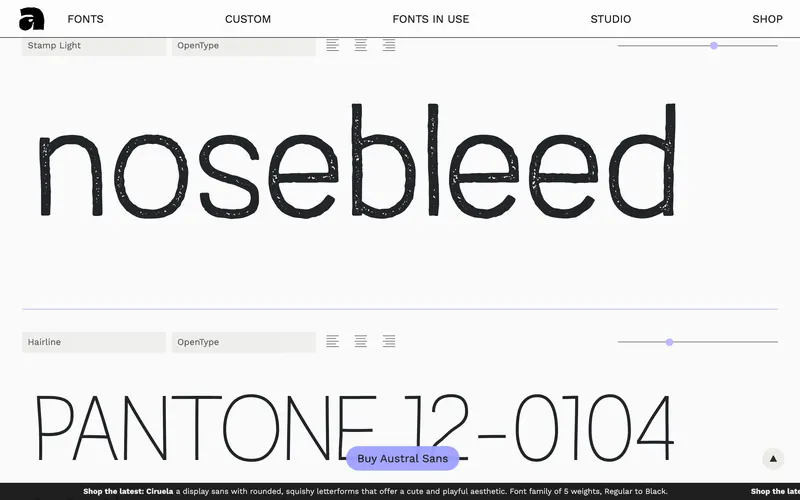 a FONTS CUSTOM FONTS IN USE STUDIO SHOP
Stamp Light OpenType
nosebleed
Hairline OpenType
PANTONE 12-0104
Buy Austral Sans
Shop the latest: Ciruela a display sans with rounded, squishy letterforms that offer a cute and playful aesthetic. Font family of 5 weights, Regular to Black. Shop the late